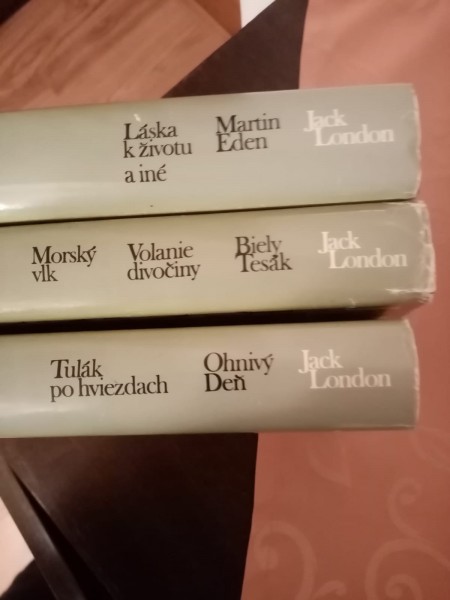 Láska
k životu
a iné
Martin
Eden
Jack
London
Morský
vlk
Volanie
divočiny
Biely
Tesák
Jack
London
Tulák
po hviezdach
Ohnivý
Deň
Jack
London